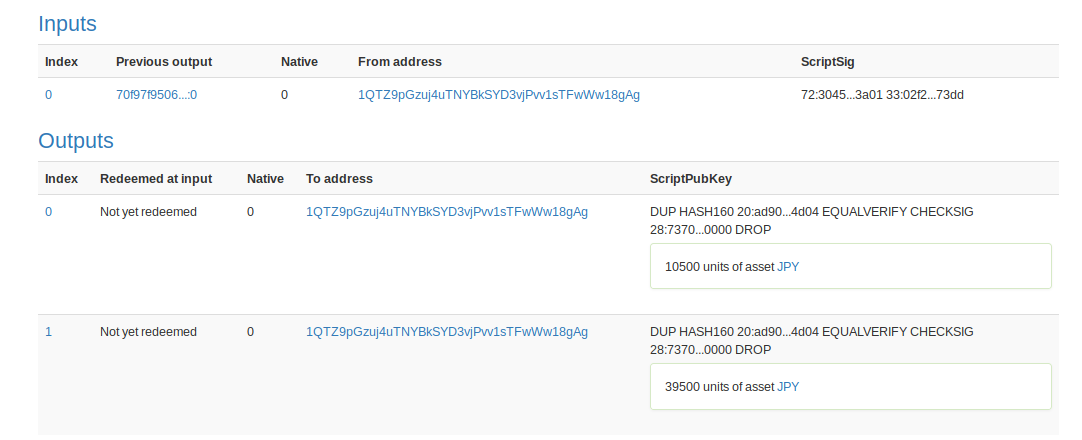 Inputs
Index Previous output Native From address ScriptSig
0 70f97f9506...:0 0 1QTZ9pGzuj4uTNYBkSYD3vjPvv1sTFwWw18gAg 72:3045...3a01 33:02f2...73dd
Outputs
Index Redeemed at input Native To address ScriptPubKey
0 Not yet redeemed 0 1QTZ9pGzuj4uTNYBkSYD3vjPvv1sTFwWw18gAg DUP HASH160 20:ad90...4d04 EQUALVERIFY CHECKSIG
28:7370...0000 DROP
10500 units of asset JPY
1 Not yet redeemed 0 1QTZ9pGzuj4uTNYBkSYD3vjPvv1sTFwWw18gAg DUP HASH160 20:ad90...4d04 EQUALVERIFY CHECKSIG
28:7370...0000 DROP
39500 units of asset JPY